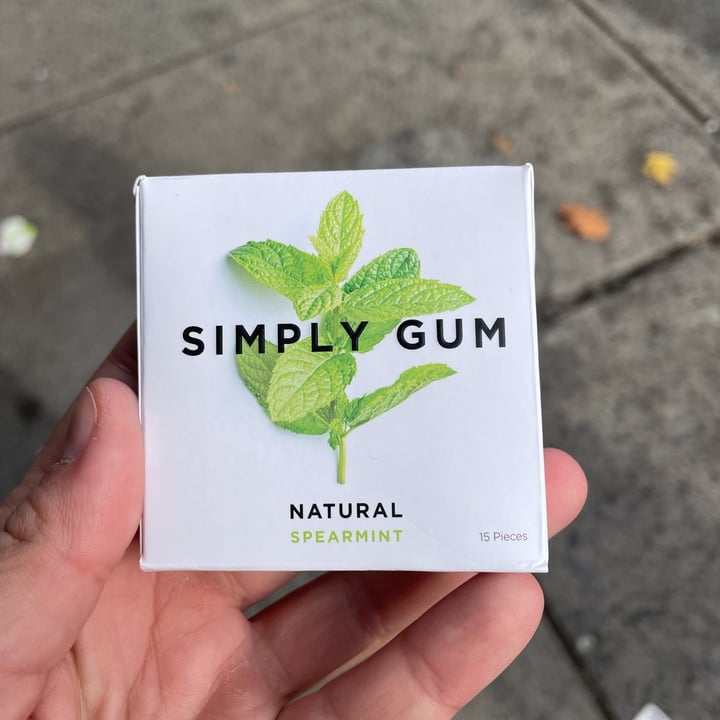 SIMPLY GUM
NATURAL
SPEARMINT
15 Pieces